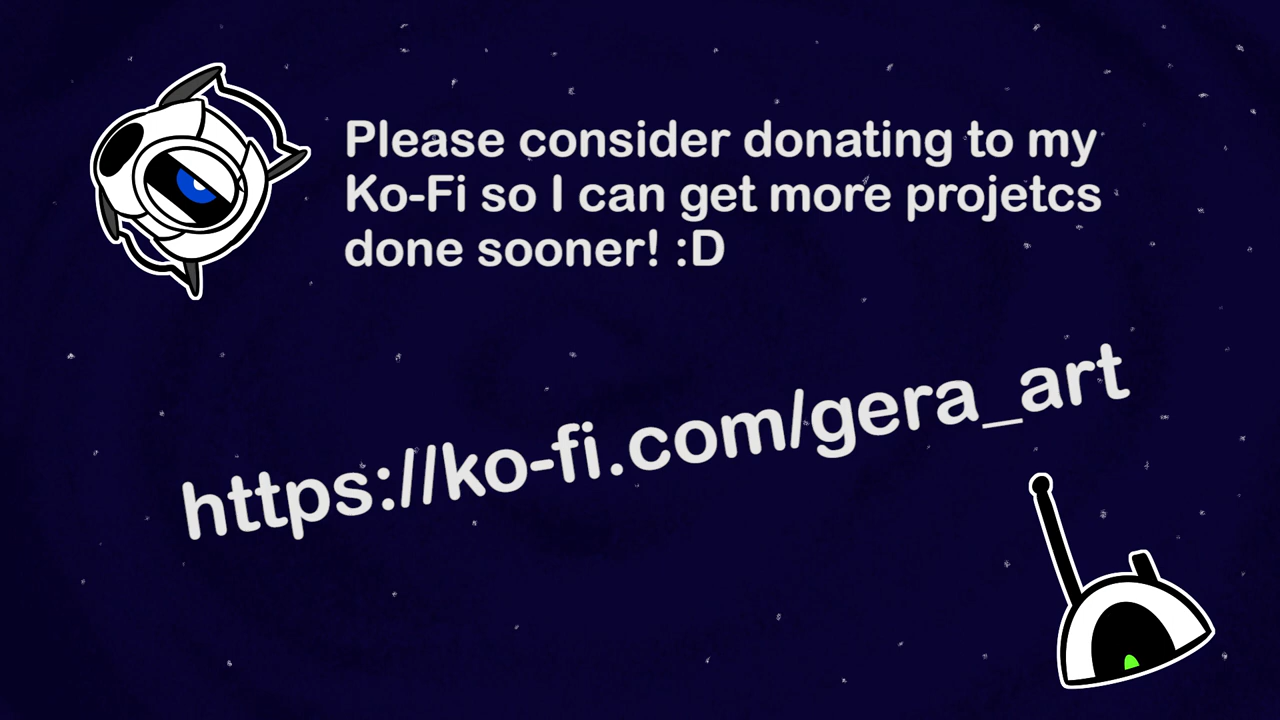 Please consider donating to my
Ko-Fi so I can get more projetcs
done sooner! :D
https://ko-fi.com/gera_art